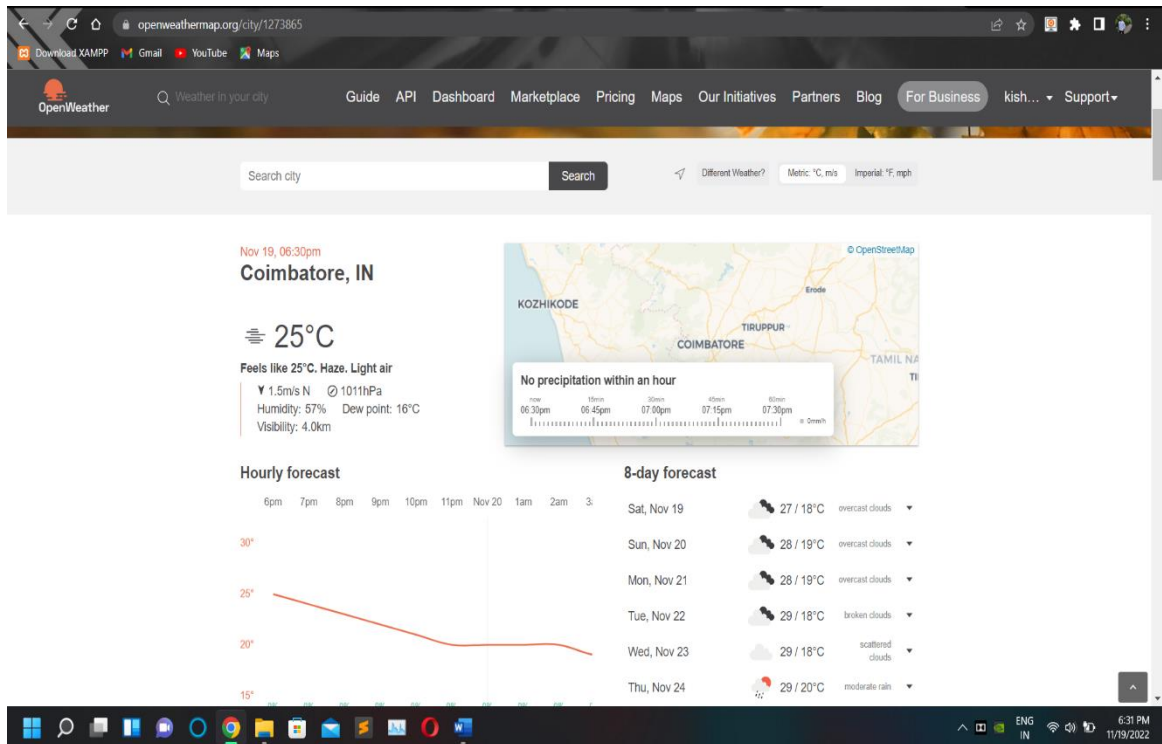 openweathermap.org/city/1273865
Download XAMPP Gmail YouTube Maps
OpenWeather
Weather in your city
Guide API Dashboard Marketplace Pricing Maps Our Initiatives Partners Blog For Business kish... Support
Search city Search Different Weather? Metric: °C, m/s Imperial: °F, mph
Nov 19, 06:30pm
Coimbatore, IN
25°C
Feels like 25°C. Haze. Light air
1.5m/s N 1011hPa
Humidity: 57% Dew point: 16°C
Visibility: 4.0km
© OpenStreetMap
Erode
KOZHIKODE
TIRUPPUR
COIMBATORE
TAMIL NA
TI
No precipitation within an hour
now 15min 30min 45min 60min
06:30pm 06:45pm 07:00pm 07:15pm 07:30pm
0mm/h
Hourly forecast
6pm 7pm 8pm 9pm 10pm 11pm Nov 20 1am 2am 3
30°
25°
20°
15°
8-day forecast
Sat, Nov 19 27 / 18°C overcast clouds
Sun, Nov 20 28 / 19°C overcast clouds
Mon, Nov 21 28 / 19°C overcast clouds
Tue, Nov 22 29 / 18°C broken clouds
Wed, Nov 23 29 / 18°C scattered clouds
Thu, Nov 24 29 / 20°C moderate rain
ENG
IN
6:31 PM
11/19/2022